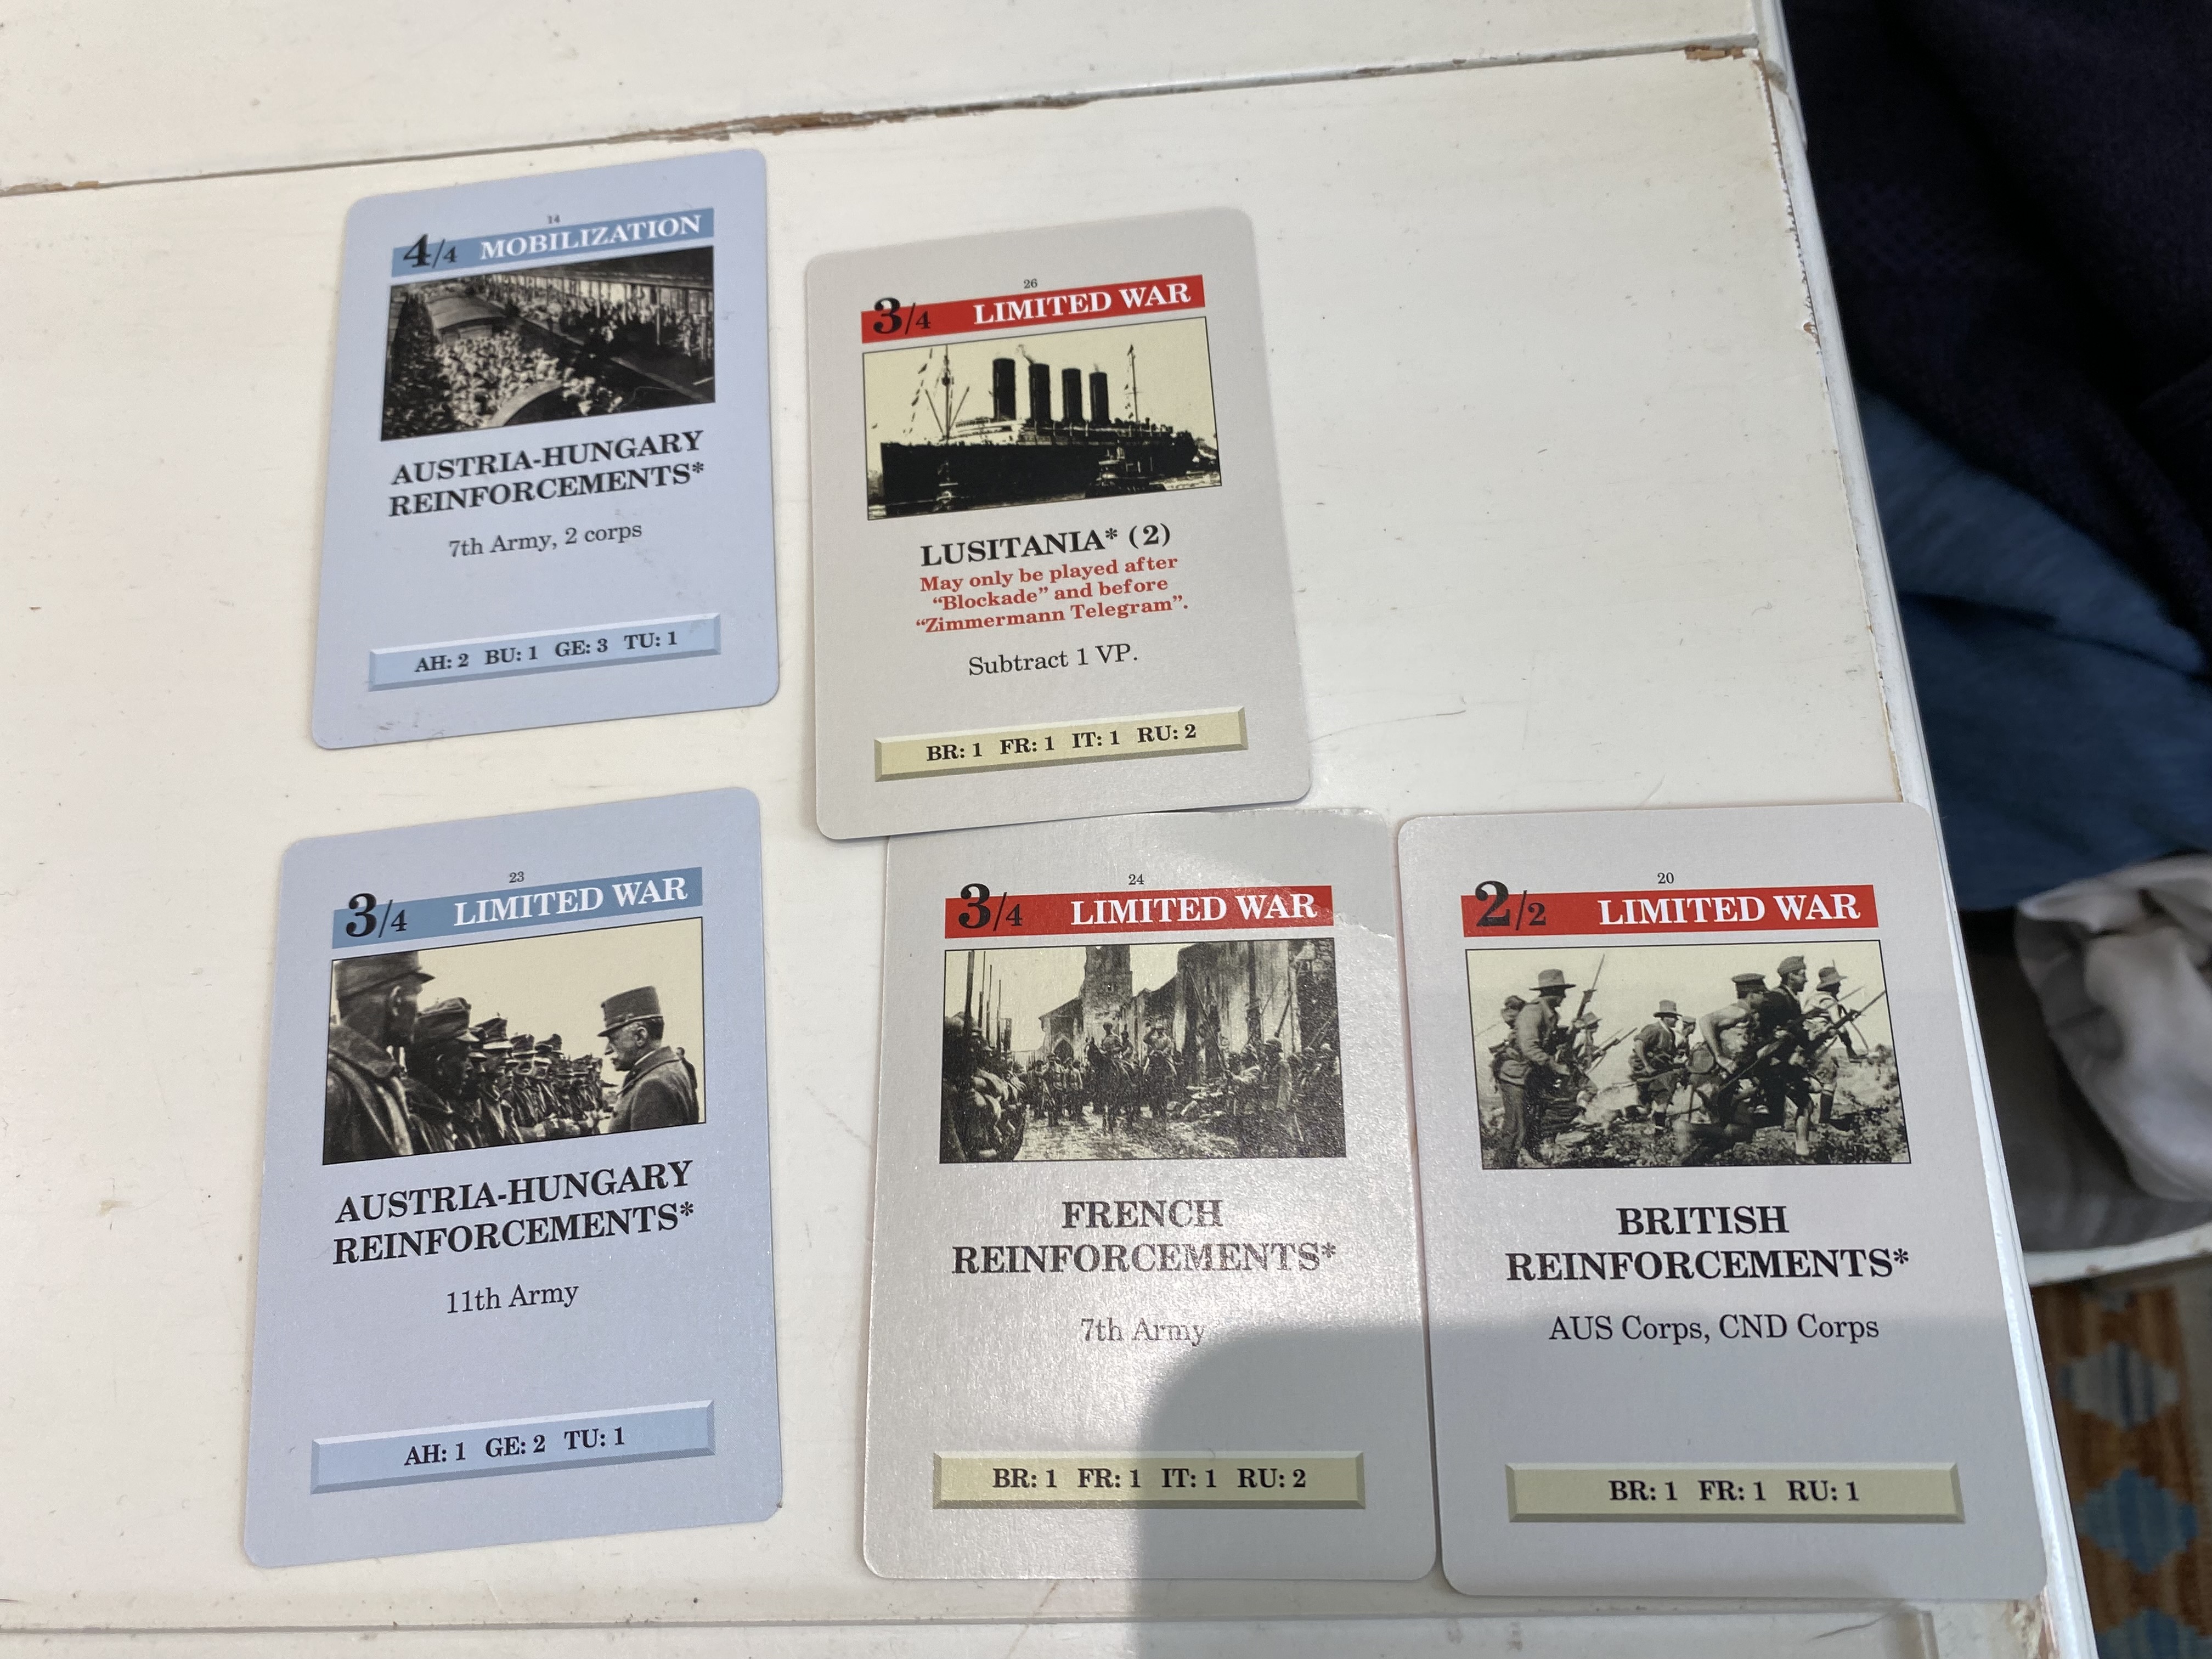 14
4/4 MOBILIZATION
AUSTRIA-HUNGARY
REINFORCEMENTS*
7th Army, 2 corps
AH: 2 BU: 1 GE: 3 TU: 1
26
3/4 LIMITED WAR
LUSITANIA* (2)
May only be played after
“Blockade” and before
“Zimmermann Telegram”.
Subtract 1 VP.
BR: 1 FR: 1 IT: 1 RU: 2
23
3/4 LIMITED WAR
AUSTRIA-HUNGARY
REINFORCEMENTS*
11th Army
AH: 1 GE: 2 TU: 1
24
3/4 LIMITED WAR
FRENCH
REINFORCEMENTS*
7th Army
BR: 1 FR: 1 IT: 1 RU: 2
20
2/2 LIMITED WAR
BRITISH
REINFORCEMENTS*
AUS Corps, CND Corps
BR: 1 FR: 1 RU: 1